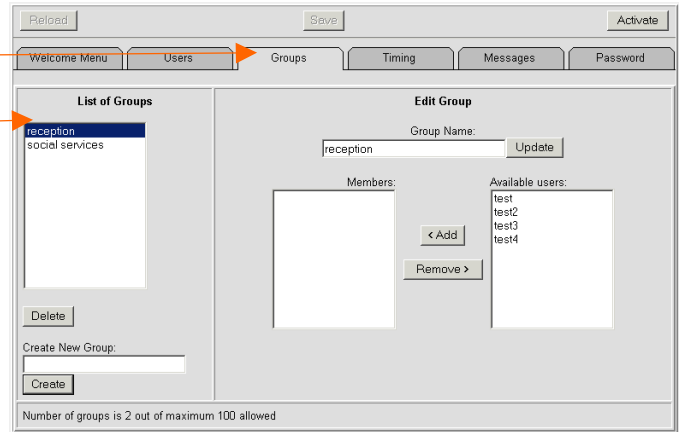 Reload Save Activate
Welcome Menu Users Groups Timing Messages Password
List of Groups
reception
social services
Delete
Create New Group:
Create
Edit Group
Group Name:
reception Update
Members: Available users:
test
test2
test3
test4
< Add
Remove >
Number of groups is 2 out of maximum 100 allowed